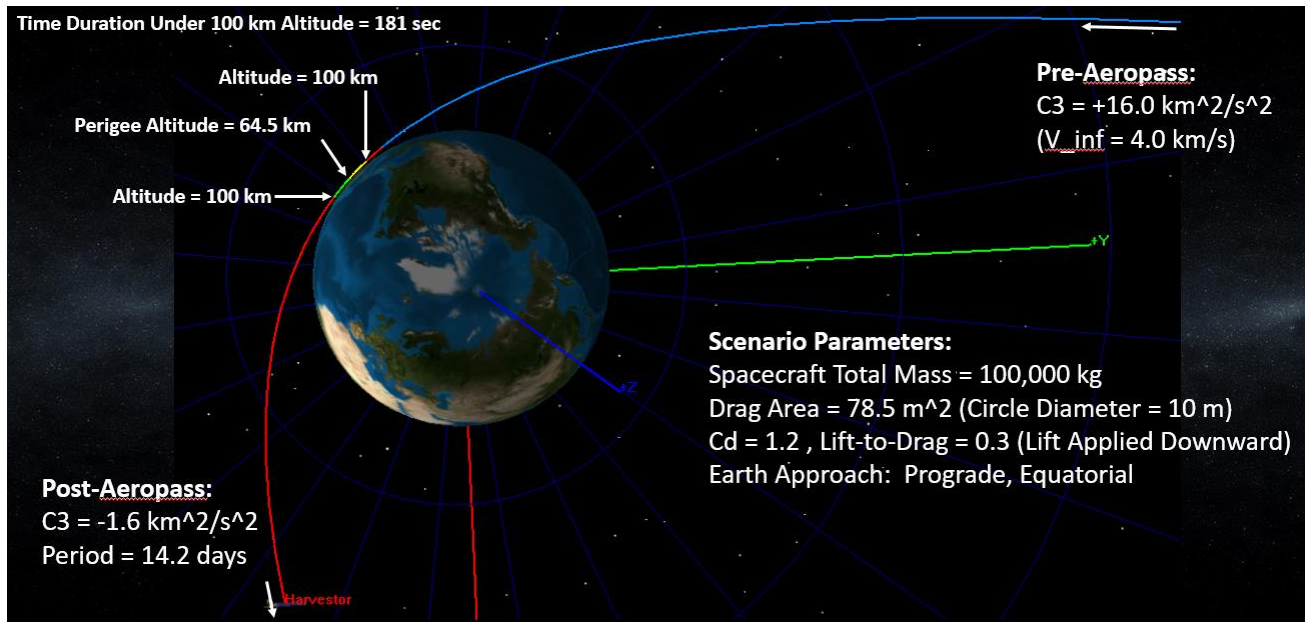 Time Duration Under 100 km Altitude = 181 sec
Altitude = 100 km
Perigee Altitude = 64.5 km
Altitude = 100 km
Pre-Aeropass:
C3 = +16.0 km^2/s^2
(V_inf = 4.0 km/s)
+Y
+Z
Scenario Parameters:
Spacecraft Total Mass = 100,000 kg
Drag Area = 78.5 m^2 (Circle Diameter = 10 m)
Cd = 1.2 , Lift-to-Drag = 0.3 (Lift Applied Downward)
Earth Approach:  Prograde, Equatorial
Post-Aeropass:
C3 = -1.6 km^2/s^2
Period = 14.2 days
Harvestor